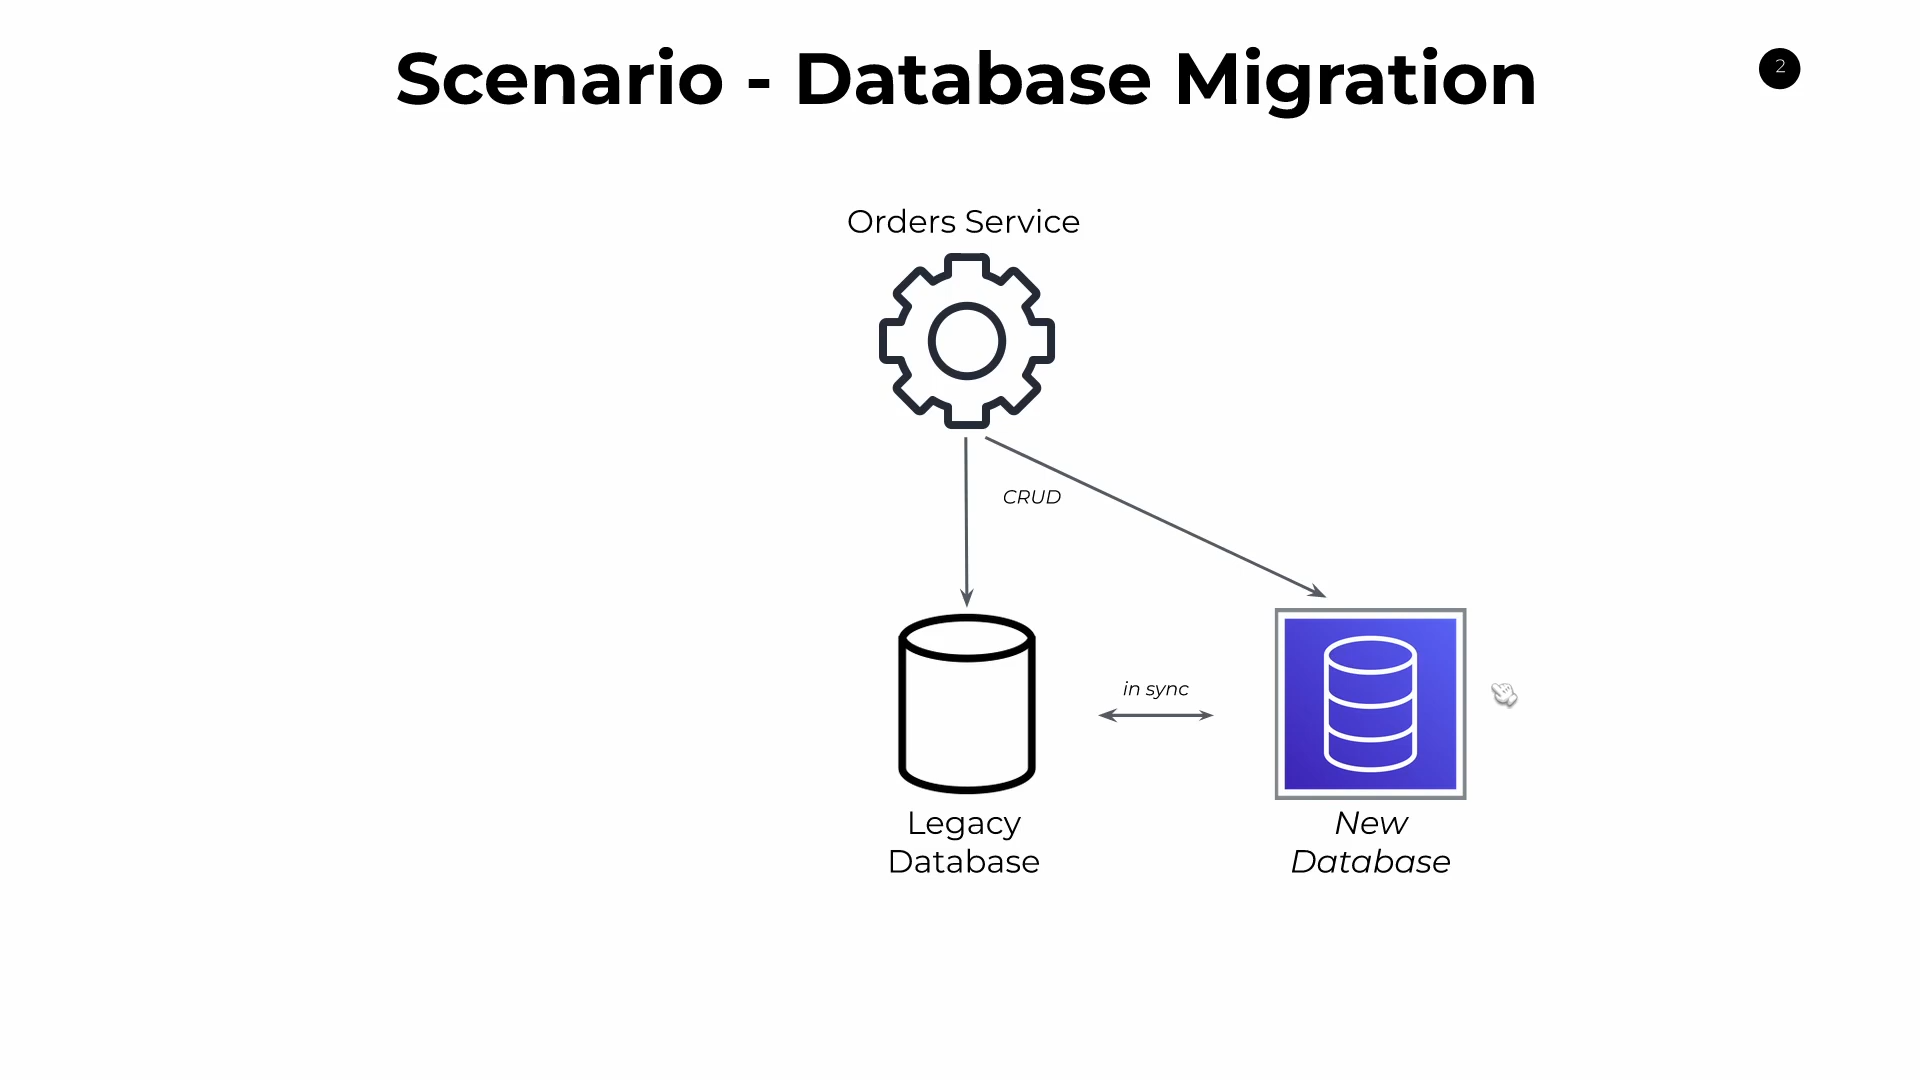 Scenario - Database Migration
2
Orders Service
CRUD
in sync
Legacy
Database
New
Database